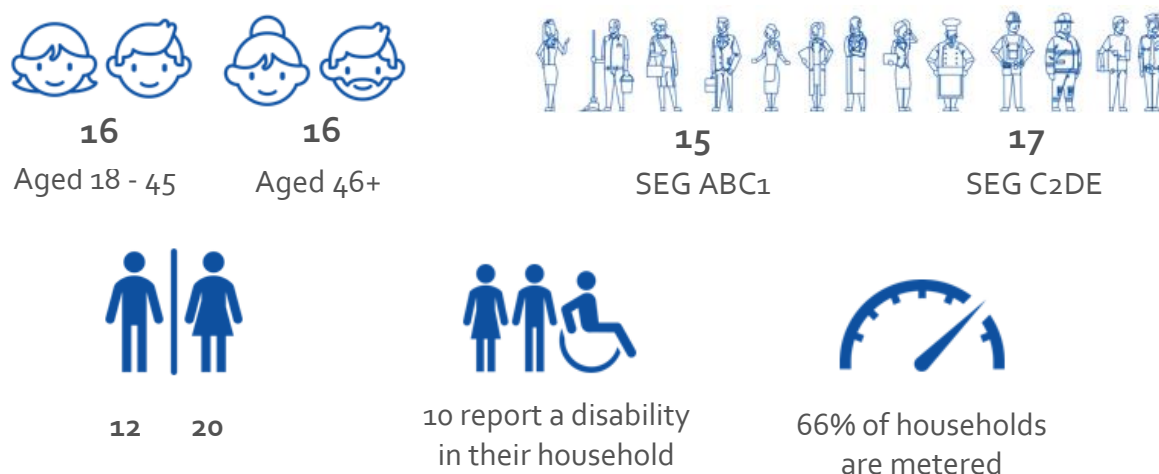 16
Aged 18 - 45
16
Aged 46+
15
SEG ABC1
17
SEG C2DE
12
20
10 report a disability
in their household
66% of households
are metered